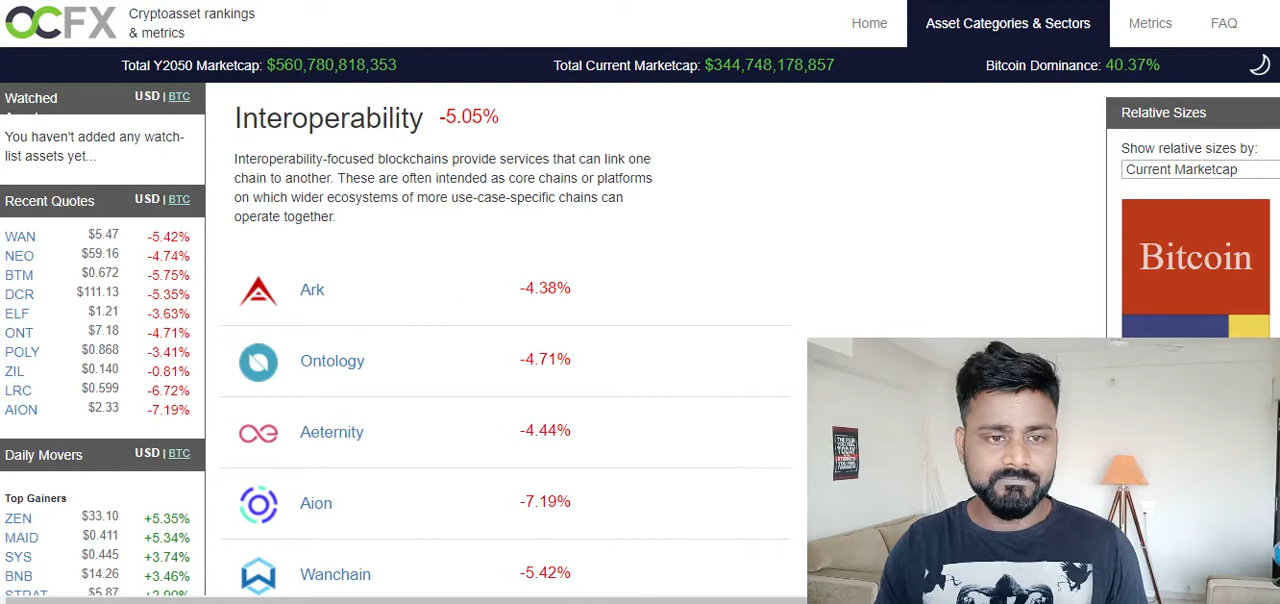 OCFX
Cryptoasset rankings
& metrics
Home
Asset Categories & Sectors
Metrics
FAQ
Total Y2050 Marketcap: $560,780,818,353
Total Current Marketcap: $344,748,178,857
Bitcoin Dominance: 40.37%
Watched
USD | BTC
You haven't added any watch-
list assets yet...
Recent Quotes
USD | BTC
WAN $5.47 -5.42%
NEO $59.16 -4.74%
BTM $0.672 -5.75%
DCR $111.13 -5.35%
ELF $1.21 -3.63%
ONT $7.18 -4.71%
POLY $0.868 -3.41%
ZIL $0.140 -0.81%
LRC $0.599 -6.72%
AION $2.33 -7.19%
Daily Movers
USD | BTC
Top Gainers
ZEN $33.10 +5.35%
MAID $0.411 +5.34%
SYS $0.445 +3.74%
BNB $14.26 +3.46%
STRAT $5.87 +2.90%
Interoperability -5.05%
Interoperability-focused blockchains provide services that can link one
chain to another. These are often intended as core chains or platforms
on which wider ecosystems of more use-case-specific chains can
operate together.
Ark -4.38%
Ontology -4.71%
Aeternity -4.44%
Aion -7.19%
Wanchain -5.42%
Relative Sizes
Show relative sizes by:
Current Marketcap
Bitcoin